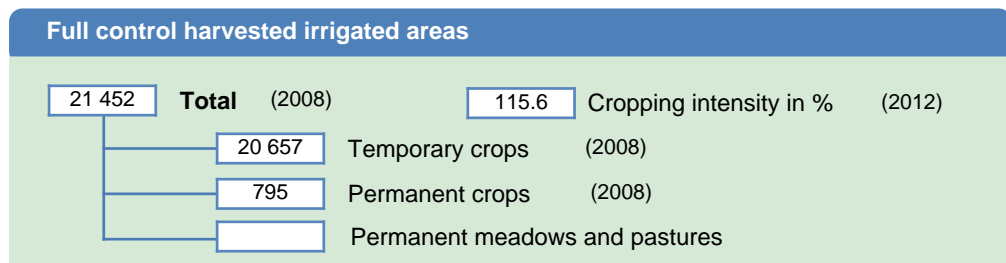 Full control harvested irrigated areas
21 452 Total (2008) 115.6 Cropping intensity in % (2012)
20 657 Temporary crops (2008)
795 Permanent crops (2008)
Permanent meadows and pastures